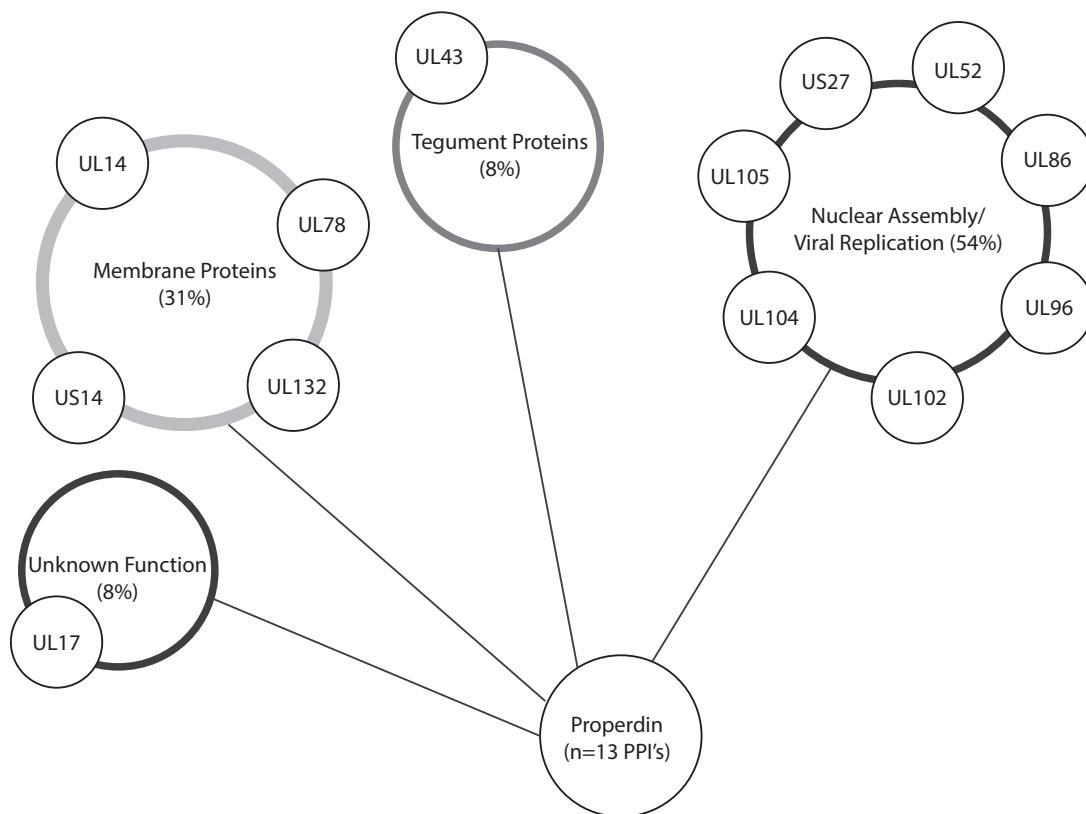 UL43
Tegument Proteins
(8%)
UL14
UL78
Membrane Proteins
(31%)
US14
UL132
US27
UL52
UL105
UL86
Nuclear Assembly/
Viral Replication (54%)
UL104
UL96
UL102
Unknown Function
(8%)
UL17
Properdin
(n=13 PPI's)